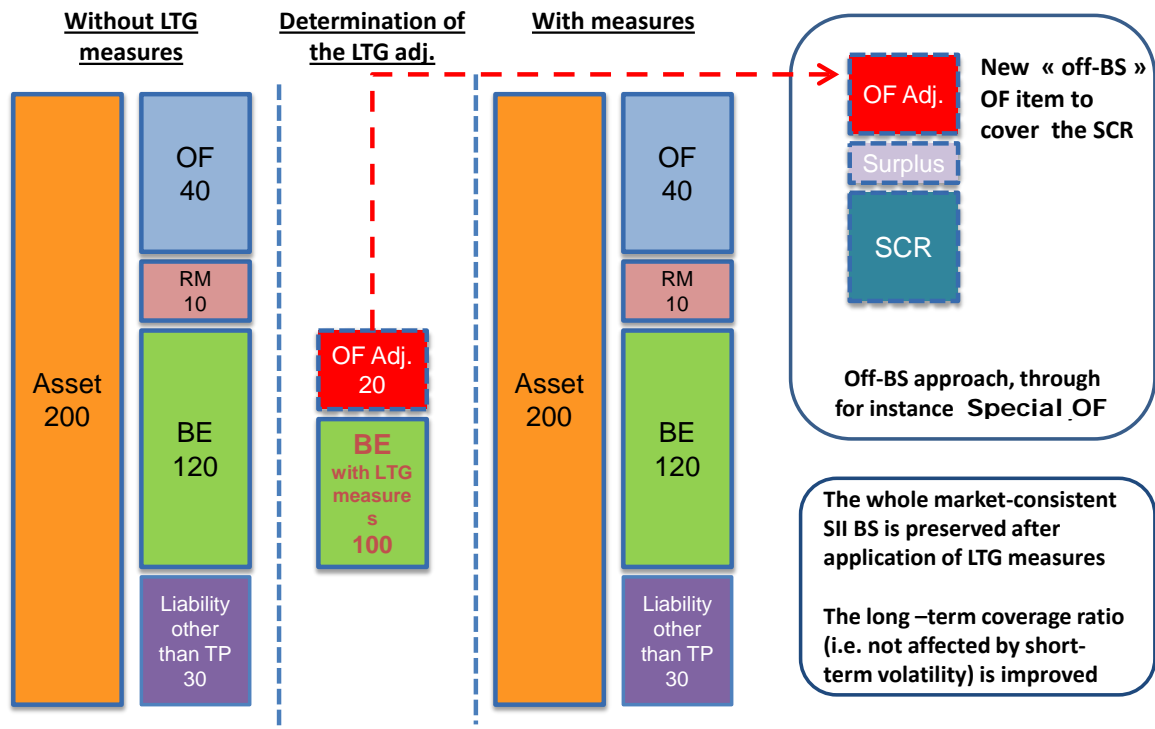 Without LTG
measures
Asset
200
OF
40
RM
10
BE
120
Liability
other
than TP
30
Determination of
the LTG adj.
OF Adj.
20
BE
with LTG
measure
s
100
With measures
Asset
200
OF
40
RM
10
BE
120
Liability
other
than TP
30
OF Adj.
Surplus
SCR
New « off-BS »
OF item to
cover the SCR
Off-BS approach, through
for instance Special OF
The whole market-consistent
SII BS is preserved after
application of LTG measures
The long –term coverage ratio
(i.e. not affected by short-
term volatility) is improved